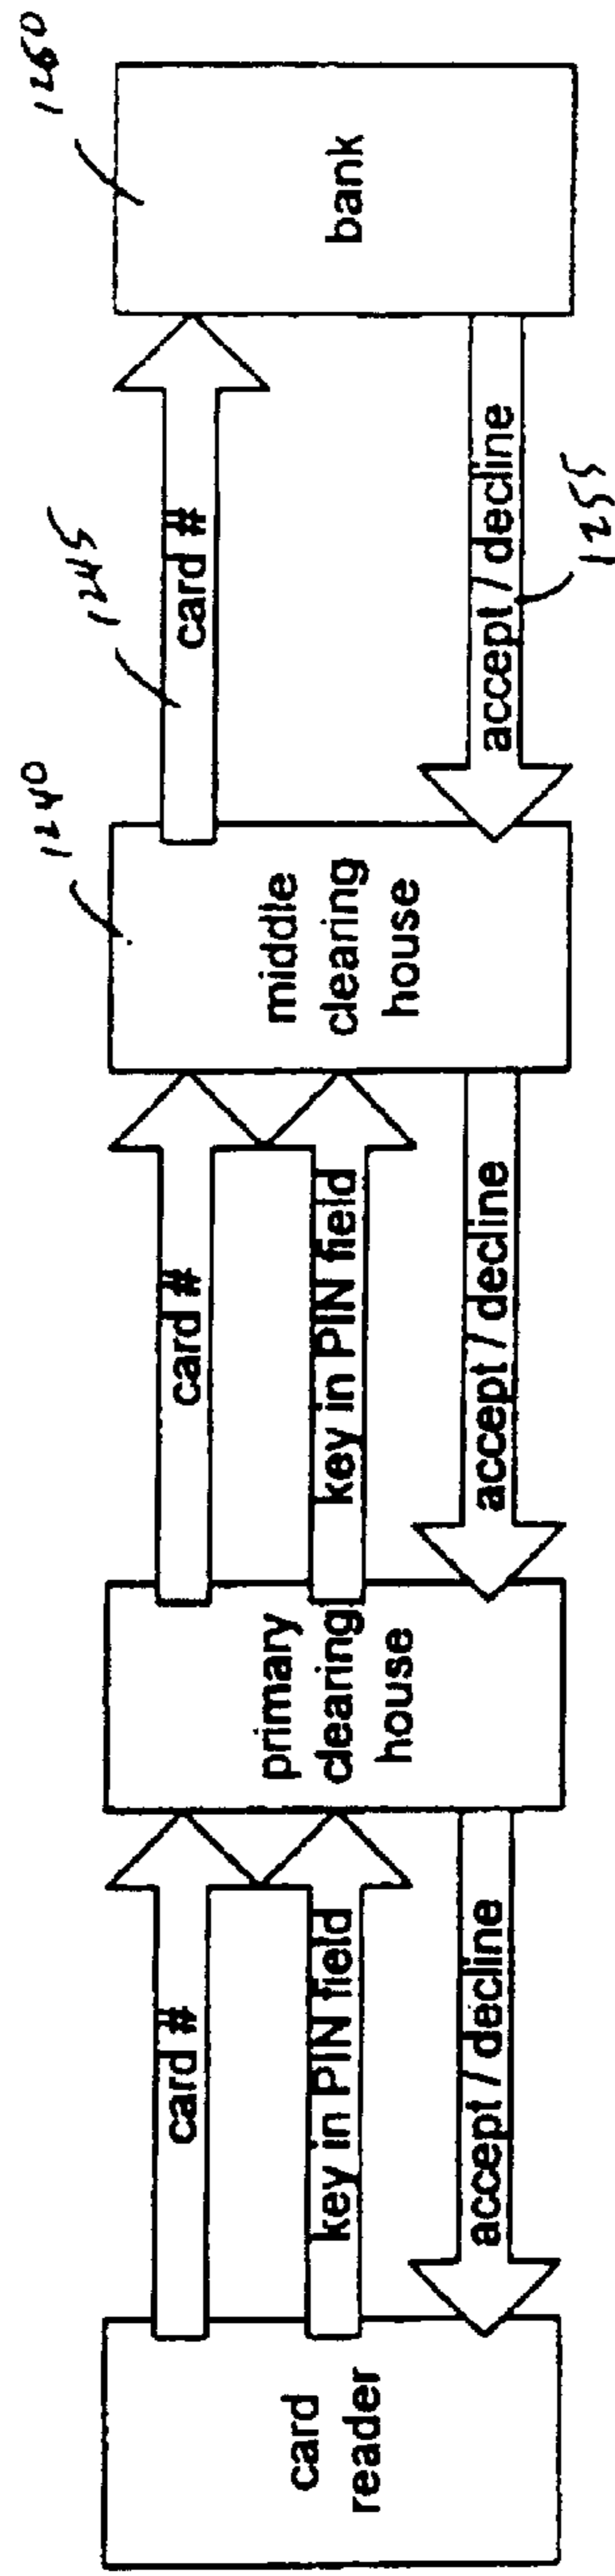 1240
1245
1260
card
reader
card #
key in PIN field
accept / decline
primary
clearing
house
card #
key in PIN field
accept / decline
middle
clearing
house
card #
accept / decline
1255
bank